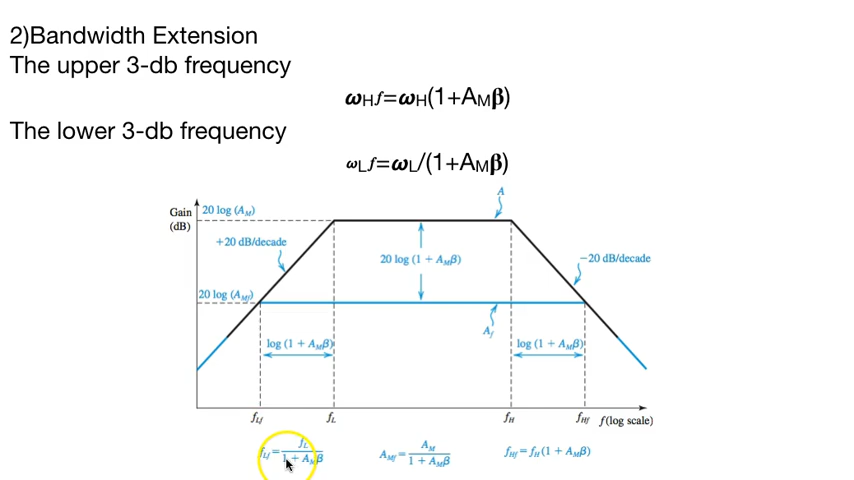 2)Bandwidth Extension
The upper 3-db frequency
ωHf=ωH(1+AMβ)
The lower 3-db frequency
ωLf=ωL/(1+AMβ)
A
Gain (dB)
20 log (AM)
+20 dB/decade
20 log (1 + AMβ)
−20 dB/decade
20 log (AMf)
Af
log (1 + AMβ)
log (1 + AMβ)
fLf fL fH fHf f(log scale)
fLf = fL / 1 + AMβ
AMf = AM / 1 + AMβ
fHf = fH (1 + AMβ)